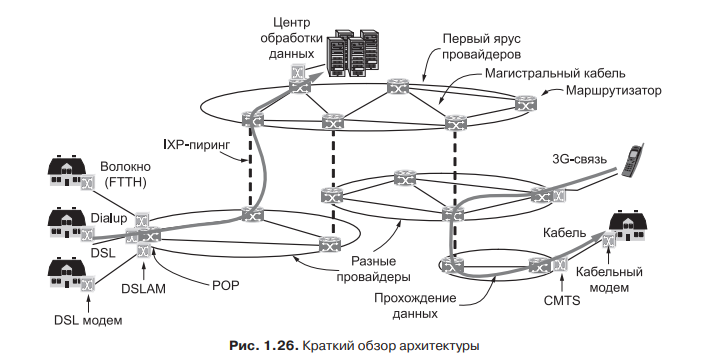 Центр
обработки
данных
Первый ярус
провайдеров
Магистральный кабель
Маршрутизатор
IXP-пиринг
3G-связь
Волокно
(FTTH)
Dialup
DSL
Кабель
Разные
провайдеры
DSLAM
POP
Прохождение
данных
CMTS
Кабельный
модем
DSL модем
Рис. 1.26. Краткий обзор архитектуры